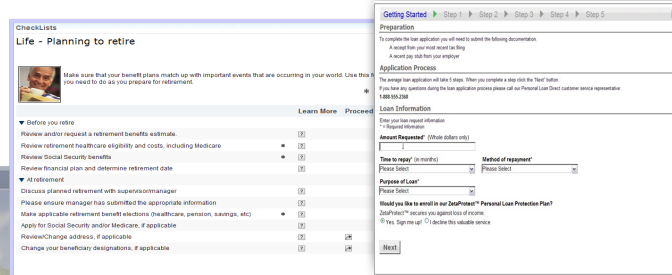 CheckLists
Life - Planning to retire
Make sure that your benefit plans match up with important events that are occurring in your world. Use this
you need to do as you prepare for retirement.
*
Learn More Proceed
Before you retire
Review and/or request a retirement benefits estimate.
Review retirement healthcare eligibility and costs, including Medicare
Review Social Security benefits
Review financial plan and determine retirement date
At retirement
Discuss planned retirement with supervisor/manager
Please ensure manager has submitted the appropriate information
Make applicable retirement benefit elections (healthcare, pension, savings, etc)
Apply for Social Security and/or Medicare, if applicable
Review/Change address, if applicable
Change your beneficiary designations, if applicable
Getting Started Step 1 Step 2 Step 3 Step 4 Step 5
Preparation
To complete the loan application you will need to submit the following documentation.
A receipt from your most recent tax filing
A recent pay stub from your employer
Application Process
The average loan application will take 5 steps. When you complete a step click the "Next" button.
If you have any questions during the loan application process please call our Personal Loan Direct customer service representative
1-888-555-2368
Loan Information
Enter your loan request information
* = Required Information
Amount Requested* (Whole dollars only)
Time to repay* (in months) Method of repayment*
Please Select Please Select
Purpose of Loan*
Please Select
Would you like to enroll in our ZetaProtect™ Personal Loan Protection Plan?
ZetaProtect™ secures you against loss of income.
Yes. Sign me up! I decline this valuable service
Next